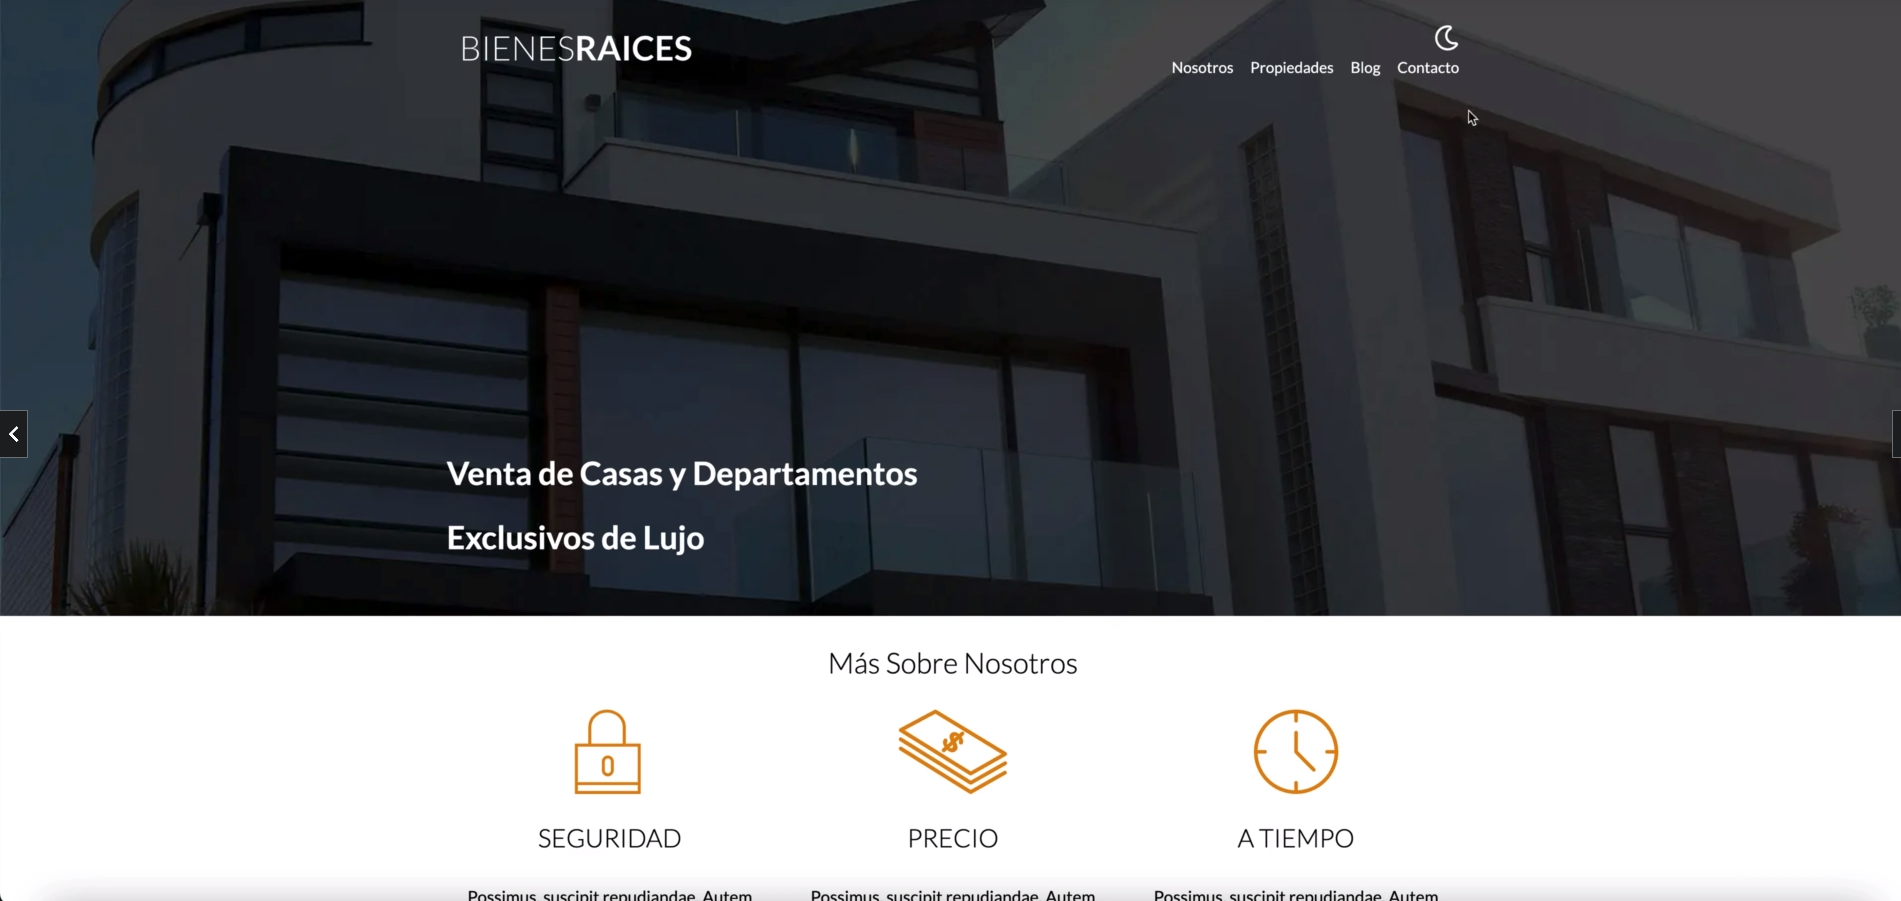 BIENESRAICES
Nosotros Propiedades Blog Contacto
Venta de Casas y Departamentos
Exclusivos de Lujo
Más Sobre Nosotros
SEGURIDAD PRECIO A TIEMPO
Possimus, suscipit repudiandae. Autem Possimus, suscipit repudiandae. Autem Possimus, suscipit repudiandae. Autem